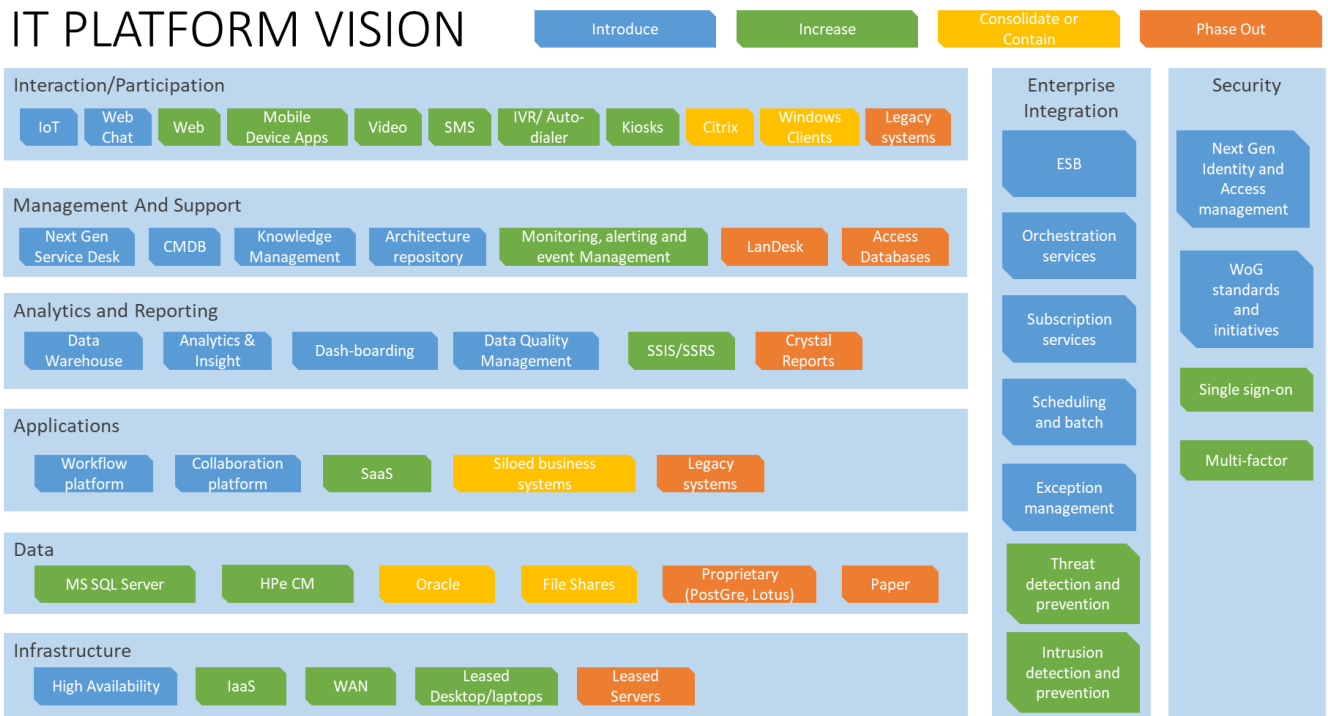 IT PLATFORM VISION
Introduce
Increase
Consolidate or
Contain
Phase Out
Interaction/Participation
IoT
Web
Chat
Web
Mobile
Device Apps
Video
SMS
IVR/ Auto-
dialer
Kiosks
Citrix
Windows
Clients
Legacy
systems
Management And Support
Next Gen
Service Desk
CMDB
Knowledge
Management
Architecture
repository
Monitoring, alerting and
event Management
LanDesk
Access
Databases
Analytics and Reporting
Data
Warehouse
Analytics &
Insight
Dash-boarding
Data Quality
Management
SSIS/SSRS
Crystal
Reports
Applications
Workflow
platform
Collaboration
platform
SaaS
Siloed business
systems
Legacy
systems
Data
MS SQL Server
HPe CM
Oracle
File Shares
Proprietary
(PostGre, Lotus)
Paper
Infrastructure
High Availability
IaaS
WAN
Leased
Desktop/laptops
Leased
Servers
Enterprise
Integration
ESB
Orchestration
services
Subscription
services
Scheduling
and batch
Exception
management
Threat
detection and
prevention
Intrusion
detection and
prevention
Security
Next Gen
Identity and
Access
management
WoG
standards
and
initiatives
Single sign-on
Multi-factor